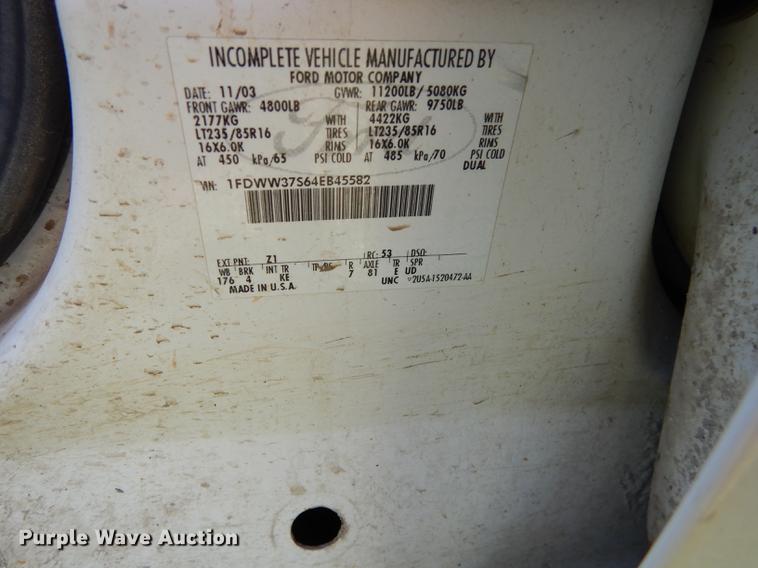 INCOMPLETE VEHICLE MANUFACTURED BY
FORD MOTOR COMPANY
DATE: 11/03 GVWR: 11200LB/ 5080KG
FRONT GAWR: 4800LB REAR GAWR: 9750LB
2177KG WITH 4422KG WITH
LT235/85R16 TIRES LT235/85R16 TIRES
16X6.0K RIMS 16X6.0K RIMS
AT 450 kPa/65 PSI COLD AT 485 kPa/70 PSI COLD
DUAL
VIN: 1FDWW37S64EB45582
EXT PNT: Z1 RC: 53 DSO:
WB BRK INT TR TP/PS R AXLE TR SPR
176 4 KE 7 81 E UD
MADE IN U.S.A. UNC 2U5A-1520472-AA
Ford
Purple Wave Auction